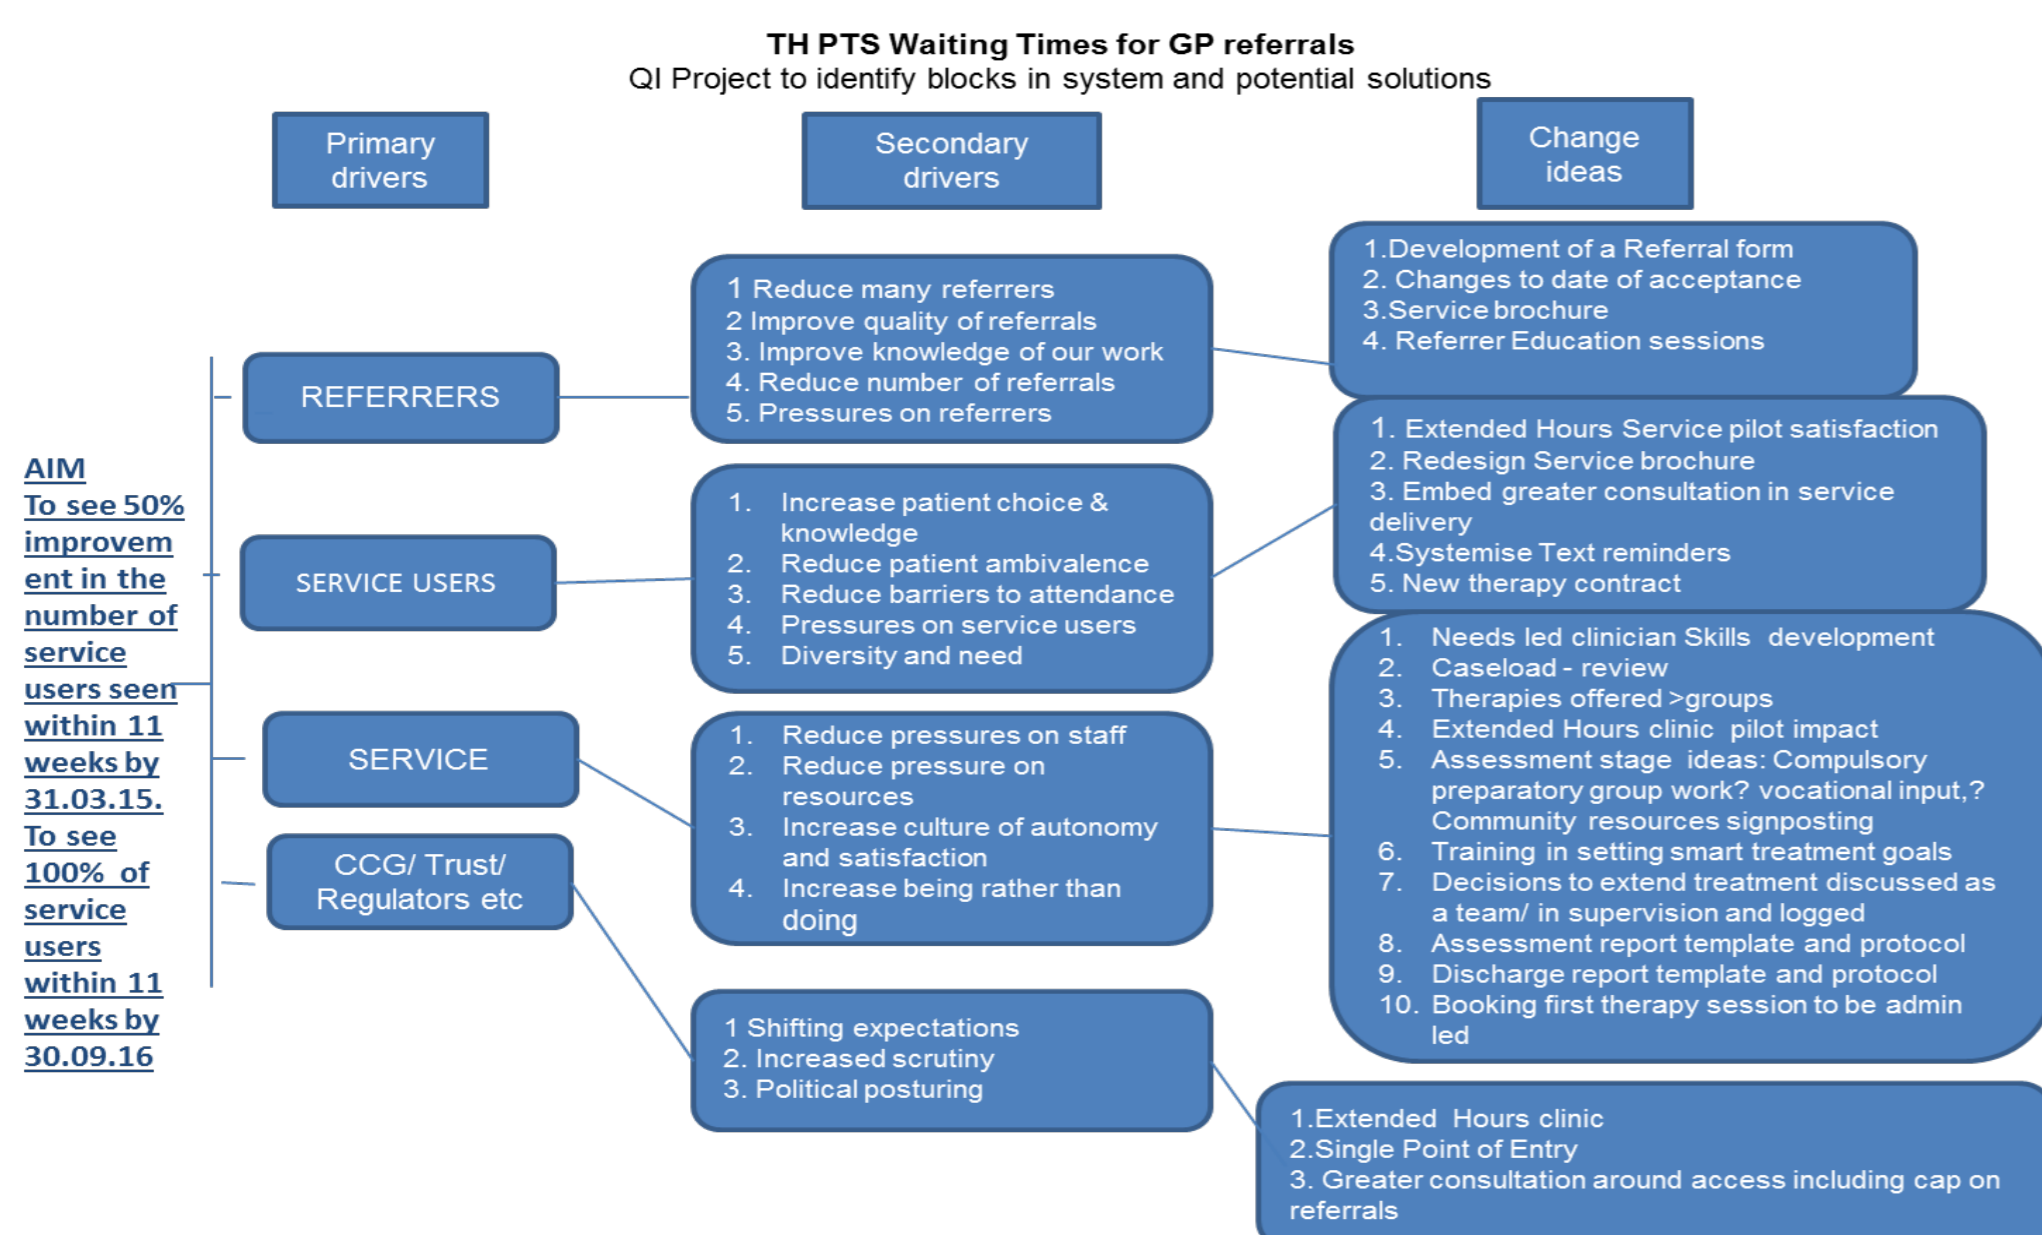 TH PTS Waiting Times for GP referrals
QI Project to identify blocks in system and potential solutions
Primary
drivers
Secondary
drivers
Change
ideas
AIM
To see 50%
improvem
ent in the
number of
service
users seen
within 11
weeks by
31.03.15.
To see
100% of
service
users
within 11
weeks by
30.09.16
REFERRERS
SERVICE USERS
SERVICE
CCG/ Trust/
Regulators etc
1 Reduce many referrers
2 Improve quality of referrals
3. Improve knowledge of our work
4. Reduce number of referrals
5. Pressures on referrers
1. Increase patient choice &
knowledge
2. Reduce patient ambivalence
3. Reduce barriers to attendance
4. Pressures on service users
5. Diversity and need
1. Reduce pressures on staff
2. Reduce pressure on
resources
3. Increase culture of autonomy
and satisfaction
4. Increase being rather than
doing
1 Shifting expectations
2. Increased scrutiny
3. Political posturing
1.Development of a Referral form
2. Changes to date of acceptance
3.Service brochure
4. Referrer Education sessions
1. Extended Hours Service pilot satisfaction
2. Redesign Service brochure
3. Embed greater consultation in service
delivery
4.Systemise Text reminders
5. New therapy contract
1. Needs led clinician Skills development
2. Caseload - review
3. Therapies offered >groups
4. Extended Hours clinic pilot impact
5. Assessment stage ideas: Compulsory
preparatory group work? vocational input,?
Community resources signposting
6. Training in setting smart treatment goals
7. Decisions to extend treatment discussed as
a team/ in supervision and logged
8. Assessment report template and protocol
9. Discharge report template and protocol
10. Booking first therapy session to be admin
led
1.Extended Hours clinic
2.Single Point of Entry
3. Greater consultation around access including cap on
referrals